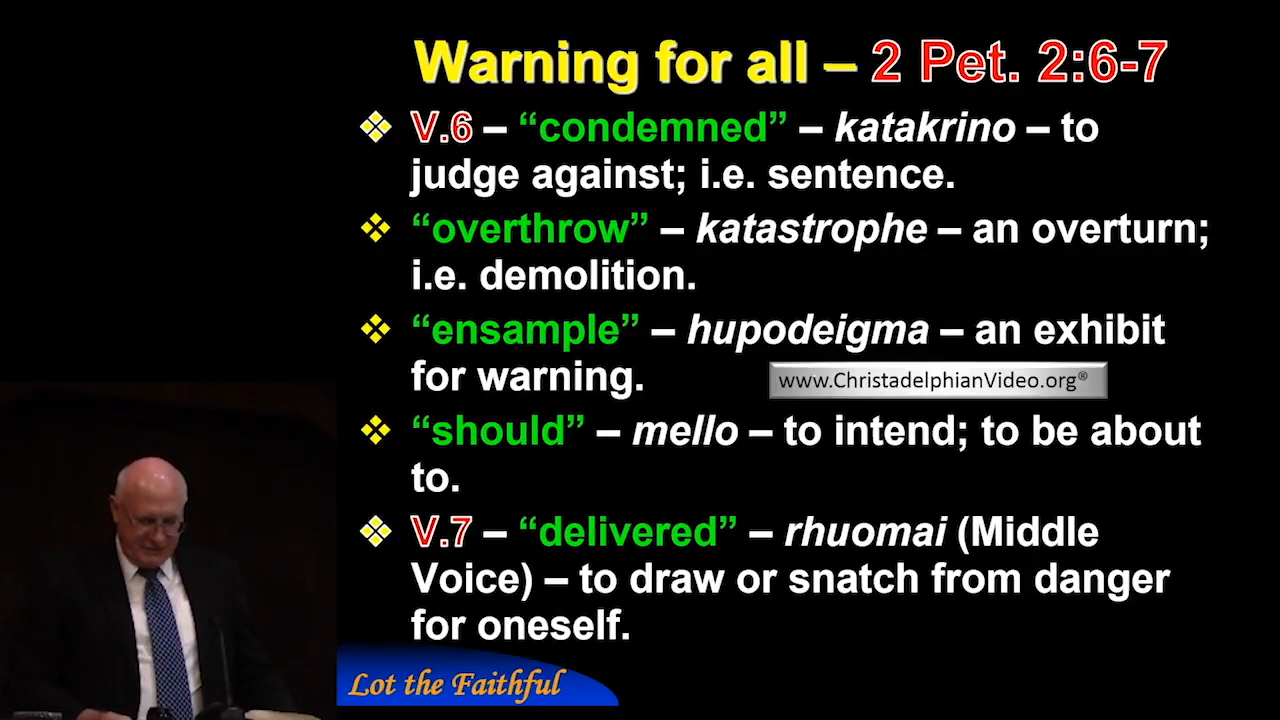 Warning for all – 2 Pet. 2:6-7
❖ V.6 – “condemned” – katakrino – to
judge against; i.e. sentence.
❖ “overthrow” – katastrophe – an overturn;
i.e. demolition.
❖ “ensample” – hupodeigma – an exhibit
for warning.
www.ChristadelphianVideo.org®
❖ “should” – mello – to intend; to be about
to.
❖ V.7 – “delivered” – rhuomai (Middle
Voice) – to draw or snatch from danger
for oneself.
Lot the Faithful